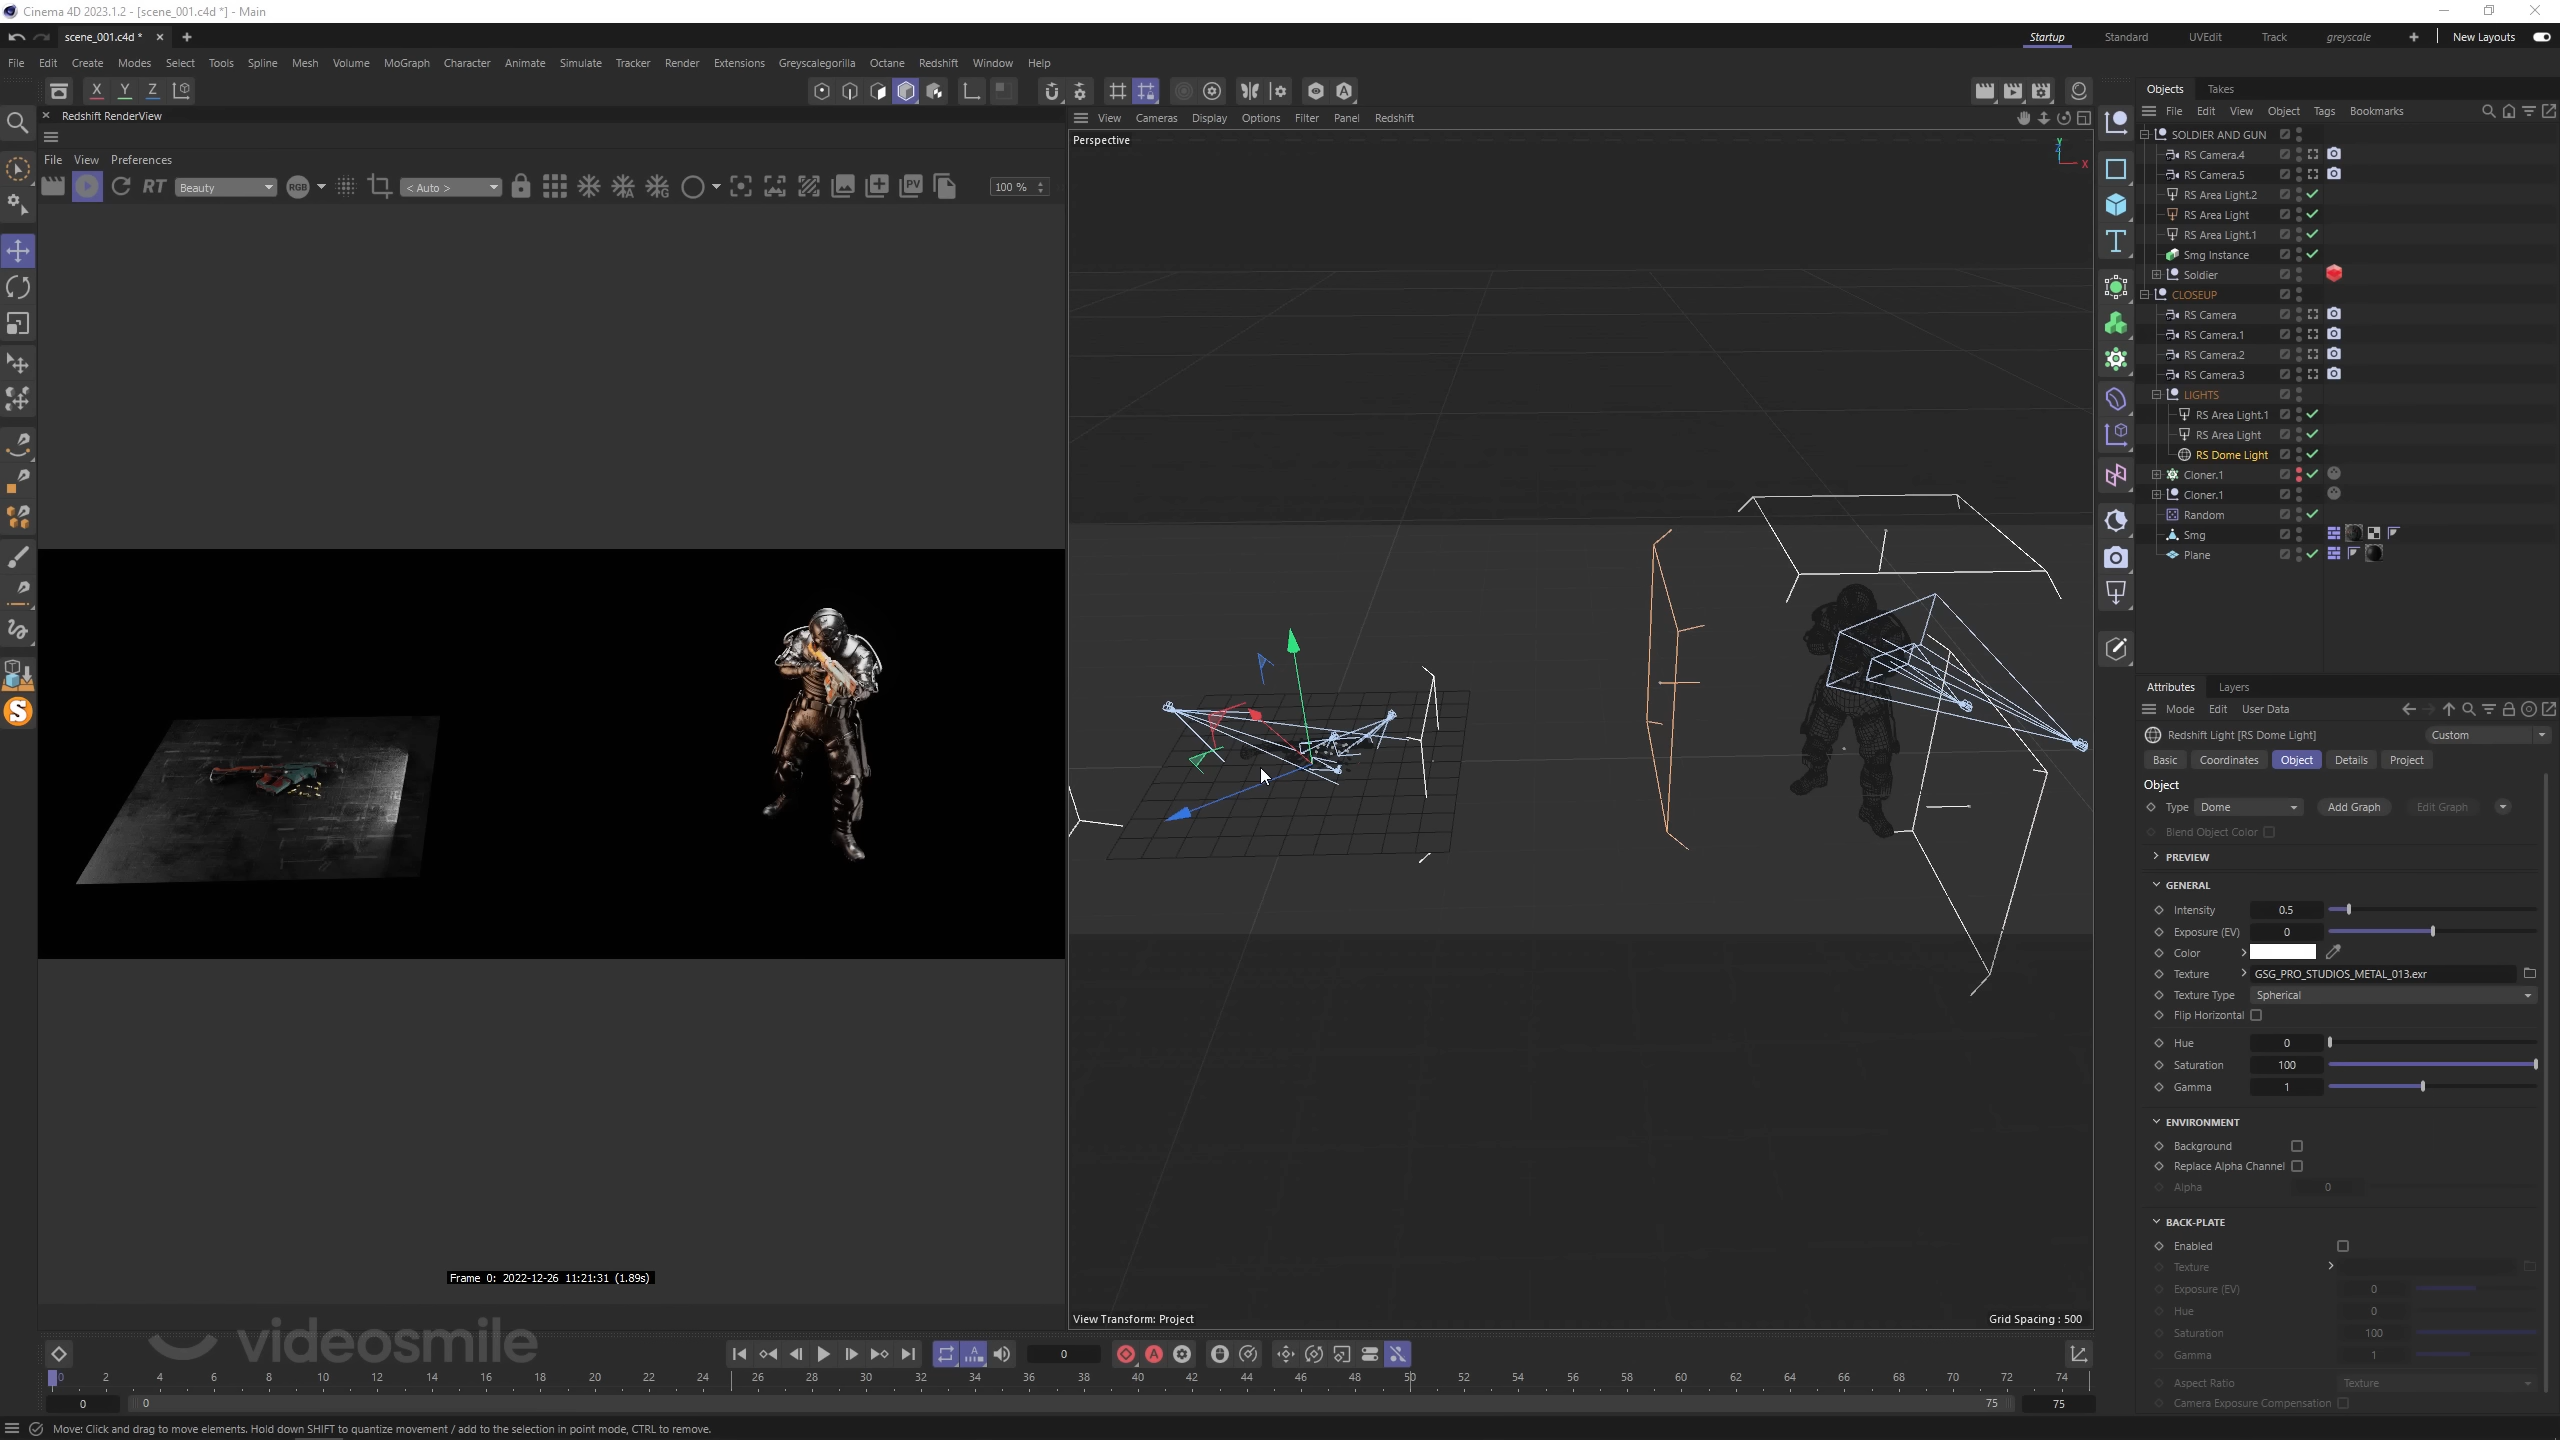 Cinema 4D 2023.1.2 - [scene_001.c4d *] - Main
scene_001.c4d *
Startup Standard UVEdit Track greyscale New Layouts
File Edit Create Modes Select Tools Spline Mesh Volume MoGraph Character Animate Simulate Tracker Render Extensions Greyscalegorilla Octane Redshift Window Help
X Y Z
Redshift RenderView
File View Preferences
RT Beauty RGB < Auto > PV 100 %
View Cameras Display Options Filter Panel Redshift
Perspective
Y
X
Frame 0: 2022-12-26 11:21:31 (1.89s)
View Transform: Project
Grid Spacing : 500
Objects Takes
File Edit View Object Tags Bookmarks
SOLDIER AND GUN
RS Camera.4
RS Camera.5
RS Area Light.2
RS Area Light
RS Area Light.1
Smg Instance
Soldier
CLOSEUP
RS Camera
RS Camera.1
RS Camera.2
RS Camera.3
LIGHTS
RS Area Light.1
RS Area Light
RS Dome Light
Cloner.1
Cloner.1
Random
Smg
Plane
Attributes Layers
Mode Edit User Data
Redshift Light [RS Dome Light] Custom
Basic Coordinates Object Details Project
Object
Type Dome Add Graph Edit Graph
Blend Object Color
PREVIEW
GENERAL
Intensity 0.5
Exposure (EV) 0
Color
Texture GSG_PRO_STUDIOS_METAL_013.exr
Texture Type Spherical
Flip Horizontal
Hue 0
Saturation 100
Gamma 1
ENVIRONMENT
Background
Replace Alpha Channel
Alpha 0
BACK-PLATE
Enabled
Texture
Exposure (EV) 0
Hue 0
Saturation 100
Gamma 1
Aspect Ratio Texture
Camera Exposure Compensation
videosmile
0
0 2 4 6 8 10 12 14 16 18 20 22 24 26 28 30 32 34 36 38 40 42 44 46 48 50 52 54 56 58 60 62 64 66 68 70 72 74
0 0 75 75
Move: Click and drag to move elements. Hold down SHIFT to quantize movement / add to the selection in point mode, CTRL to remove.